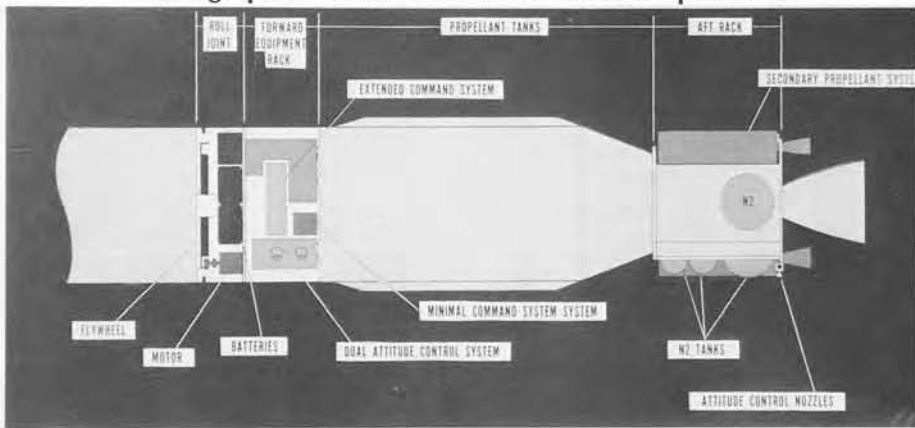 ROLL
JOINT
FORWARD
EQUIPMENT
RACK
PROPELLANT TANKS
AFT RACK
SECONDARY PROPELLANT SYSTE
EXTENDED COMMAND SYSTEM
N2
MINIMAL COMMAND SYSTEM SYSTEM
FLYWHEEL
MOTOR
BATTERIES
DUAL ATTITUDE CONTROL SYSTEM
N2 TANKS
ATTITUDE CONTROL NOZZLES